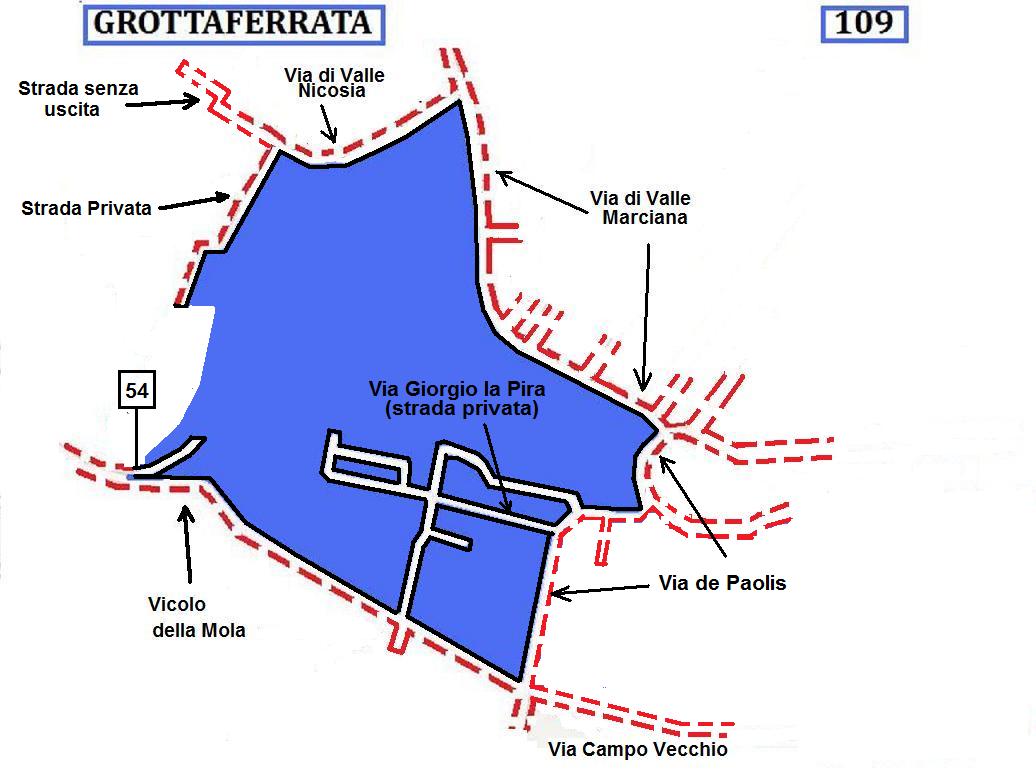 GROTTAFERRATA
109
Strada senza
uscita
Via di Valle
Nicosia
Strada Privata
Via di Valle
Marciana
54
Via Giorgio la Pira
(strada privata)
Vicolo
della Mola
Via de Paolis
Via Campo Vecchio